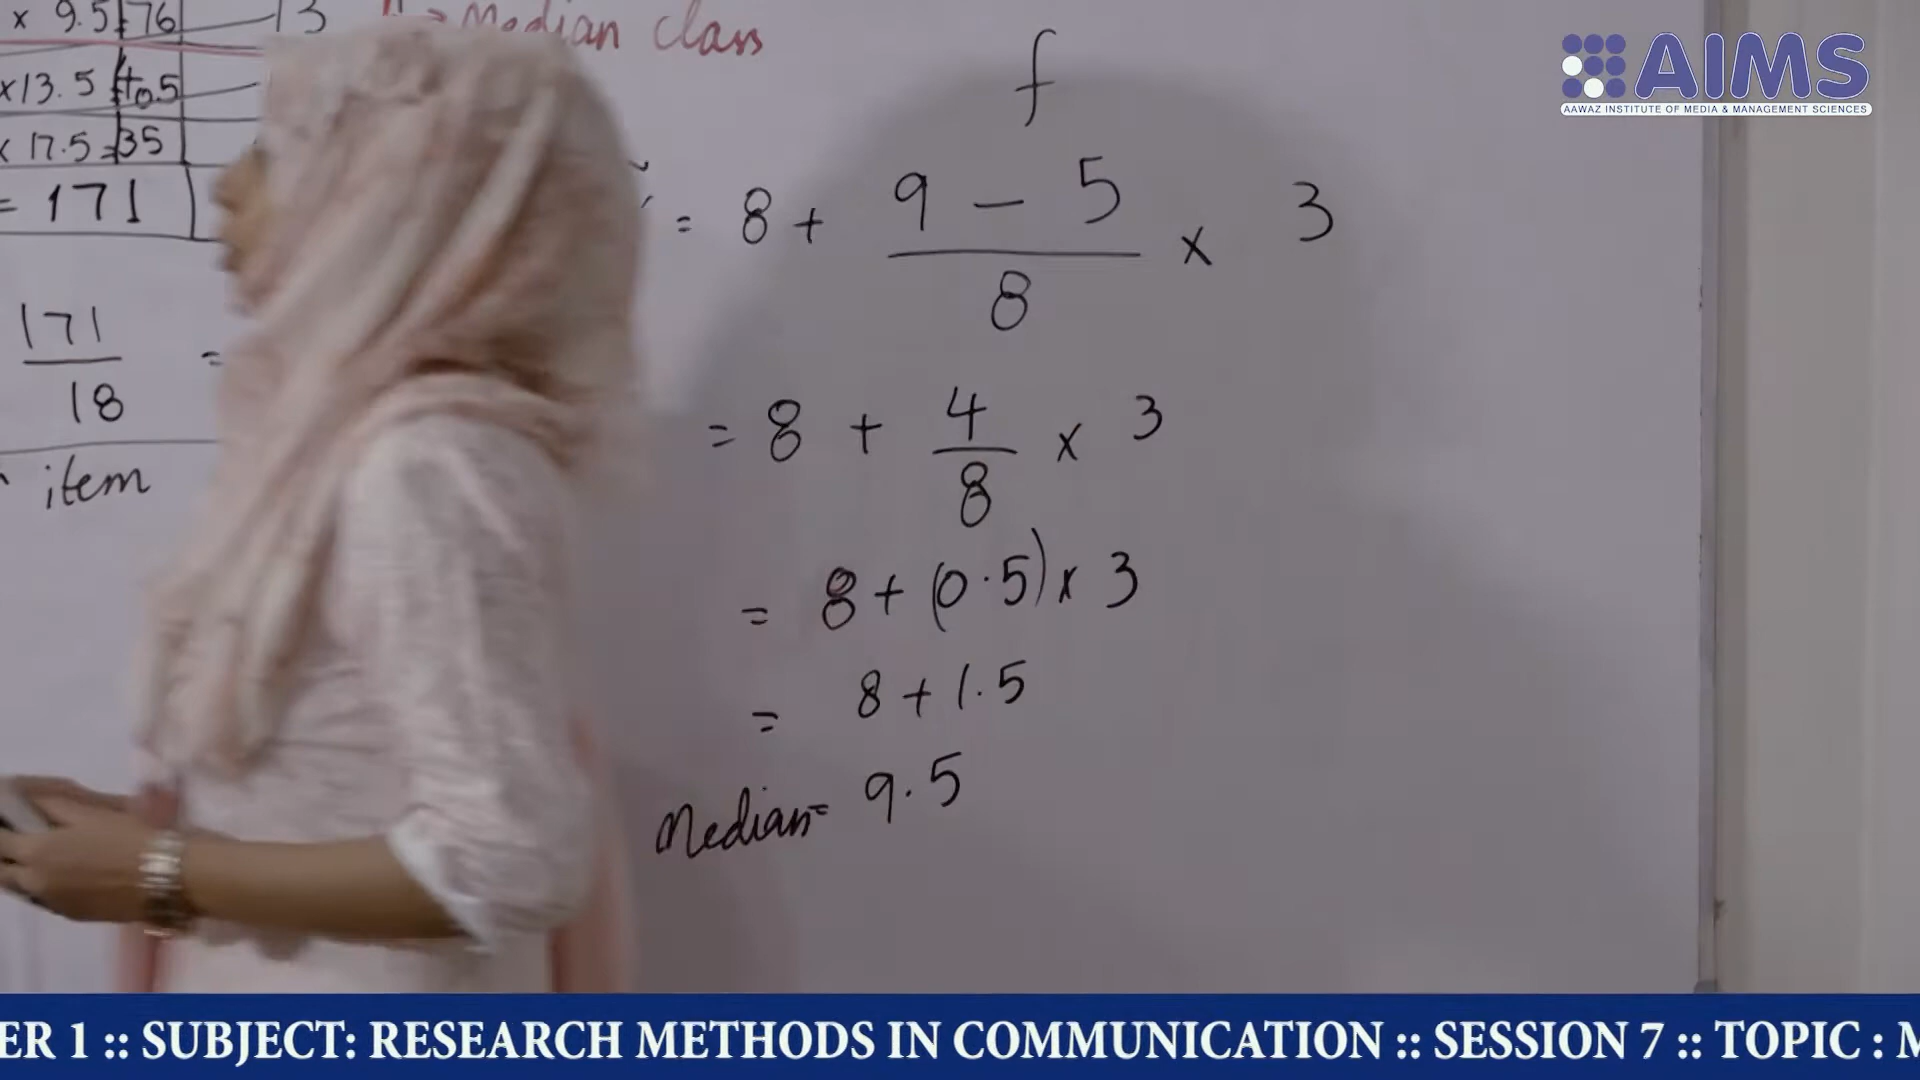 x 9.5=76 13
Median class
x13.5 40.5
x 17.5=35
= 171
171
18
=
item
f
= 8 + 9 - 5 x 3
8
= 8 + 4 x 3
8
= 8 + (0.5) x 3
= 8 + 1.5
Median = 9.5
AIMS
AAWAZ INSTITUTE OF MEDIA & MANAGEMENT SCIENCES
ER 1 :: SUBJECT: RESEARCH METHODS IN COMMUNICATION :: SESSION 7 :: TOPIC : M